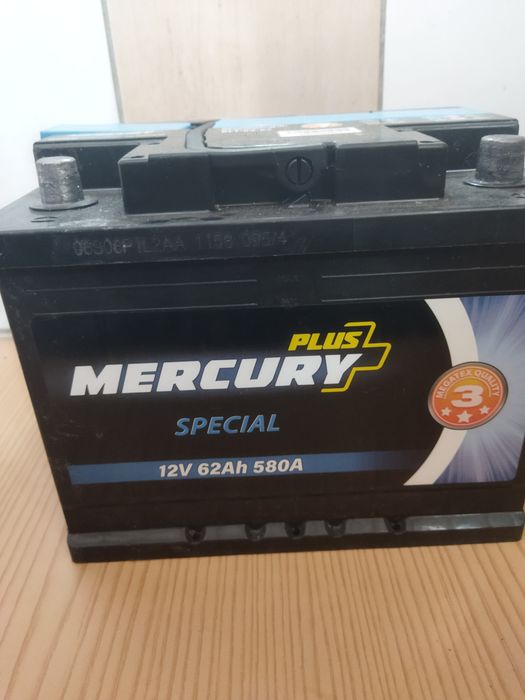 PLUS
MERCURY
SPECIAL
12V 62Ah 580A
MEGATEX QUALITY
3